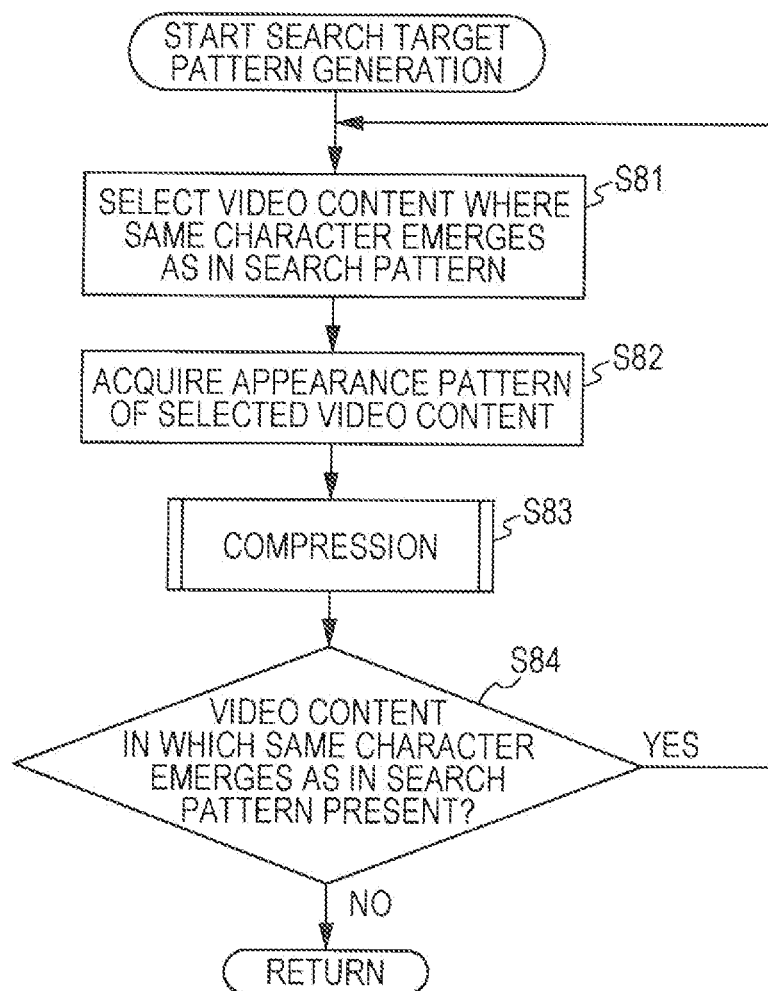 START SEARCH TARGET
PATTERN GENERATION
S81
SELECT VIDEO CONTENT WHERE
SAME CHARACTER EMERGES
AS IN SEARCH PATTERN
S82
ACQUIRE APPEARANCE PATTERN
OF SELECTED VIDEO CONTENT
S83
COMPRESSION
S84
VIDEO CONTENT
IN WHICH SAME CHARACTER
EMERGES AS IN SEARCH
PATTERN PRESENT?
YES
NO
RETURN